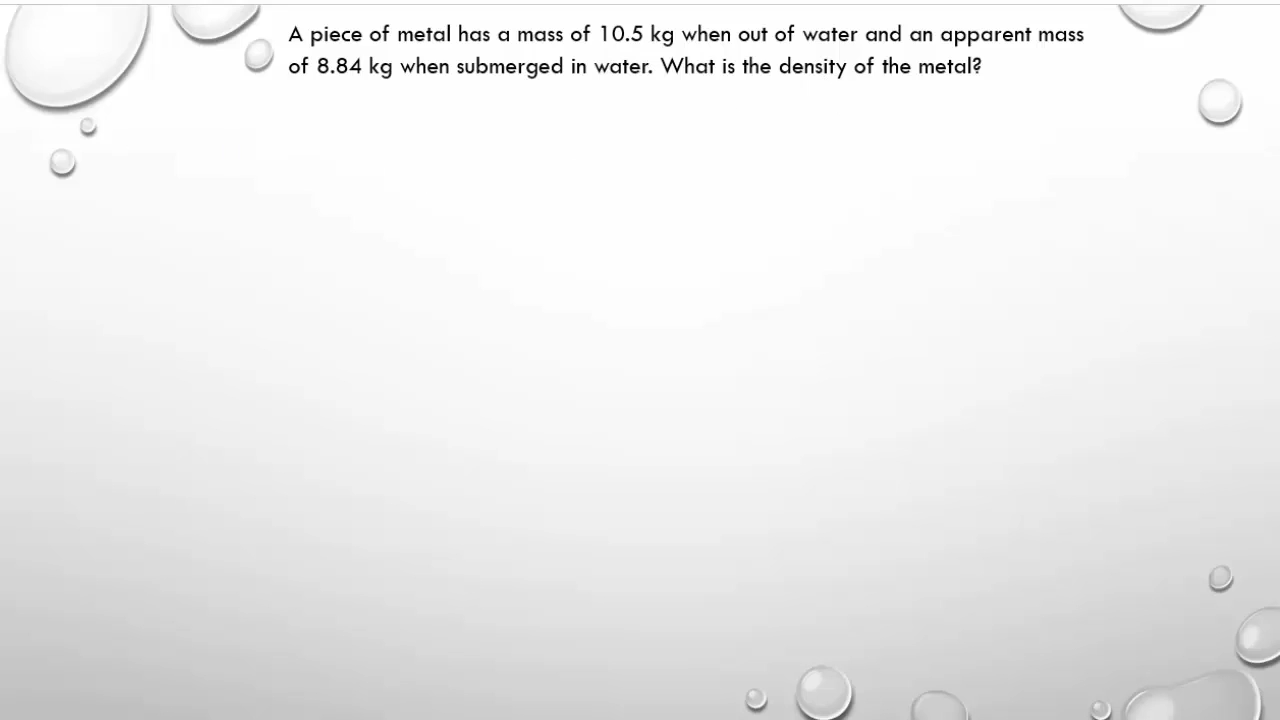 A piece of metal has a mass of 10.5 kg when out of water and an apparent mass
of 8.84 kg when submerged in water. What is the density of the metal?